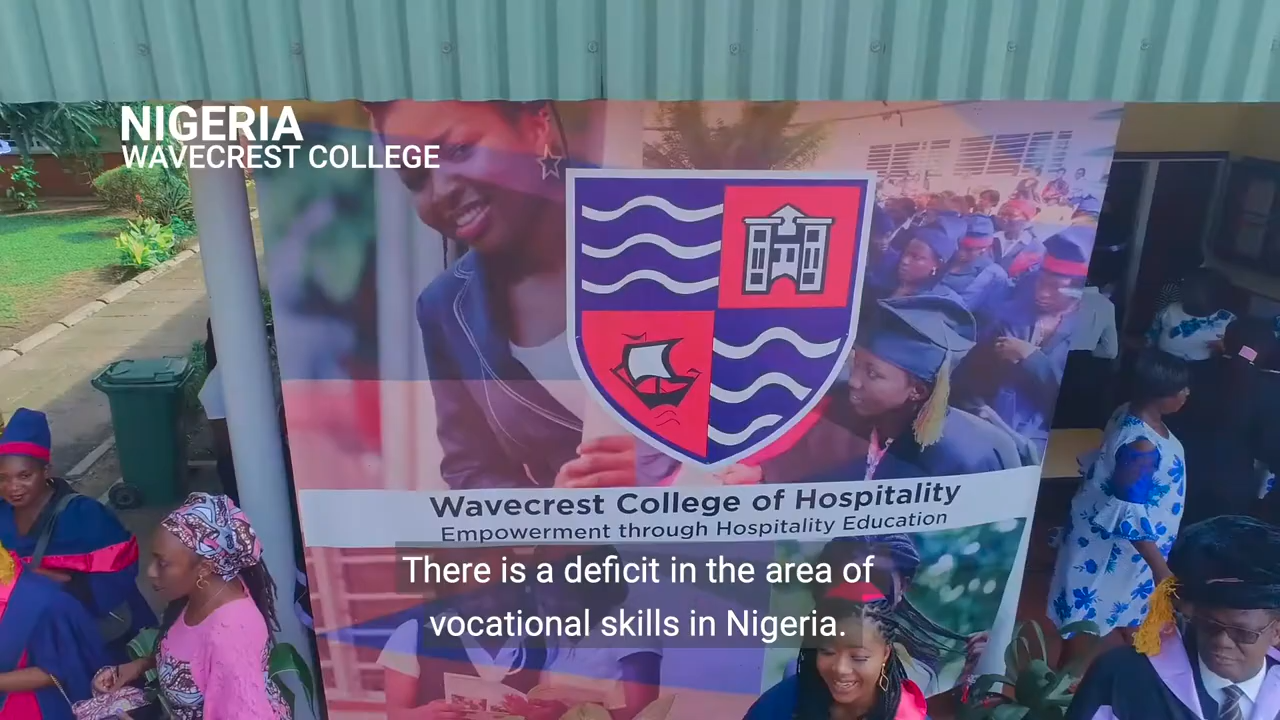 NIGERIA
WAVECREST COLLEGE
Wavecrest College of Hospitality
Empowerment through Hospitality Education
There is a deficit in the area of
vocational skills in Nigeria.